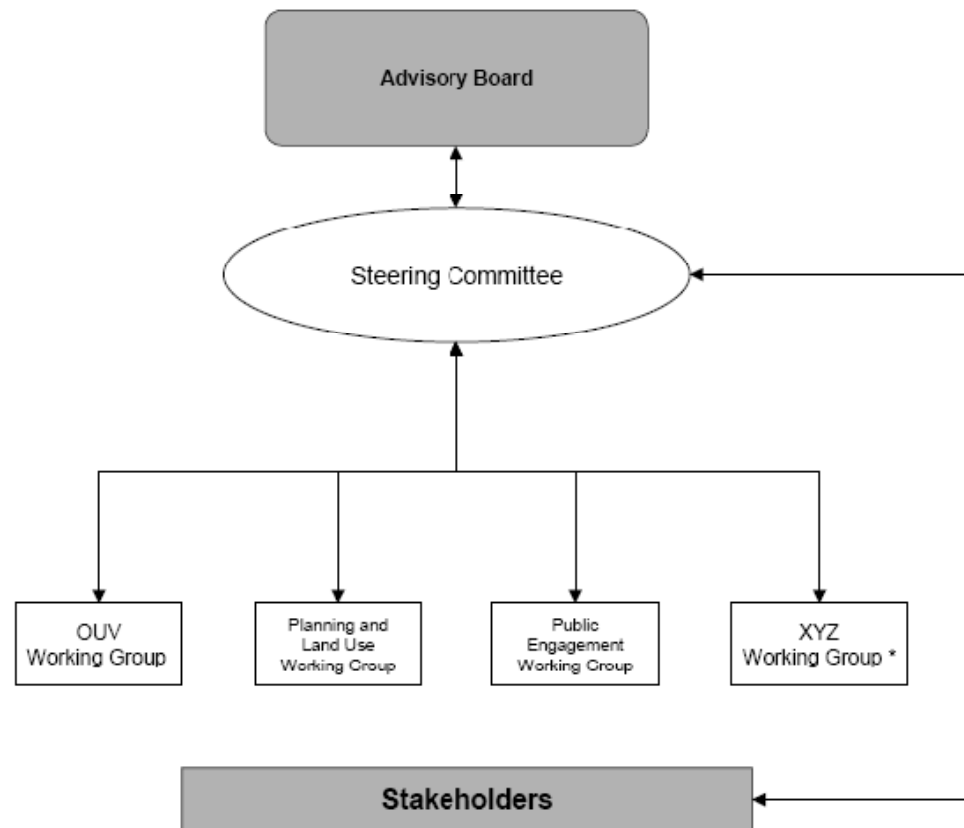 Advisory Board
Steering Committee
OUV
Working Group
Planning and
Land Use
Working Group
Public
Engagement
Working Group
XYZ
Working Group *
Stakeholders